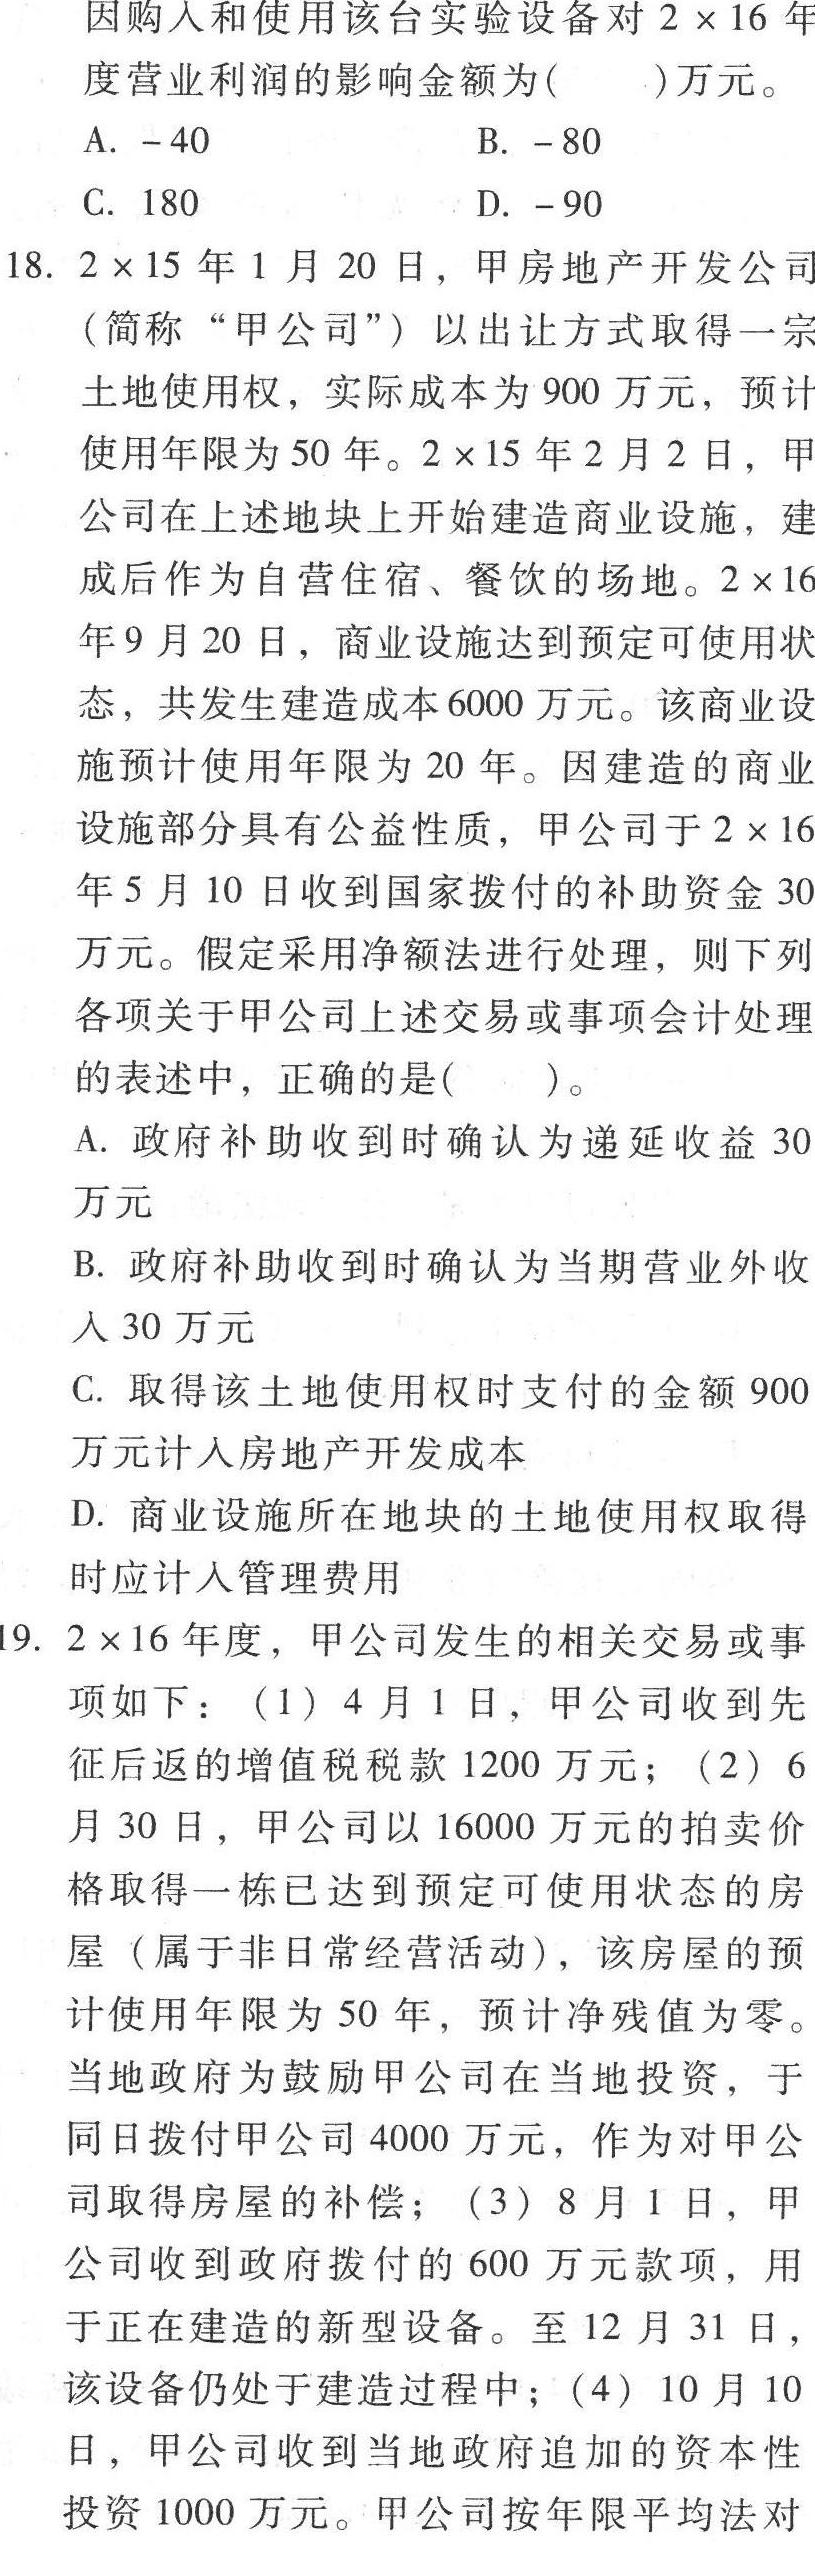 因购入和使用该台实验设备对 2 × 16 年
度营业利润的影响金额为(　　)万元。
A. －40　　B. －80
C. 180　　D. －90
18. 2 × 15 年 1 月 20 日，甲房地产开发公司
（简称“甲公司”）以出让方式取得一宗
土地使用权，实际成本为 900 万元，预计
使用年限为 50 年。2 × 15 年 2 月 2 日，甲
公司在上述地块上开始建造商业设施，建
成后作为自营住宿、餐饮的场地。2 × 16
年 9 月 20 日，商业设施达到预定可使用状
态，共发生建造成本 6000 万元。该商业设
施预计使用年限为 20 年。因建造的商业
设施部分具有公益性质，甲公司于 2 × 16
年 5 月 10 日收到国家拨付的补助资金 30
万元。假定采用净额法进行处理，则下列
各项关于甲公司上述交易或事项会计处理
的表述中，正确的是(　　)。
A. 政府补助收到时确认为递延收益 30
万元
B. 政府补助收到时确认为当期营业外收
入 30 万元
C. 取得该土地使用权时支付的金额 900
万元计入房地产开发成本
D. 商业设施所在地块的土地使用权取得
时应计入管理费用
19. 2 × 16 年度，甲公司发生的相关交易或事
项如下：（1）4 月 1 日，甲公司收到先
征后返的增值税税款 1200 万元；（2）6
月 30 日，甲公司以 16000 万元的拍卖价
格取得一栋已达到预定可使用状态的房
屋（属于非日常经营活动），该房屋的预
计使用年限为 50 年，预计净残值为零。
当地政府为鼓励甲公司在当地投资，于
同日拨付甲公司 4000 万元，作为对甲公
司取得房屋的补偿；（3）8 月 1 日，甲
公司收到政府拨付的 600 万元款项，用
于正在建造的新型设备。至 12 月 31 日，
该设备仍处于建造过程中；（4）10 月 10
日，甲公司收到当地政府追加的资本性
投资 1000 万元。甲公司按年限平均法对